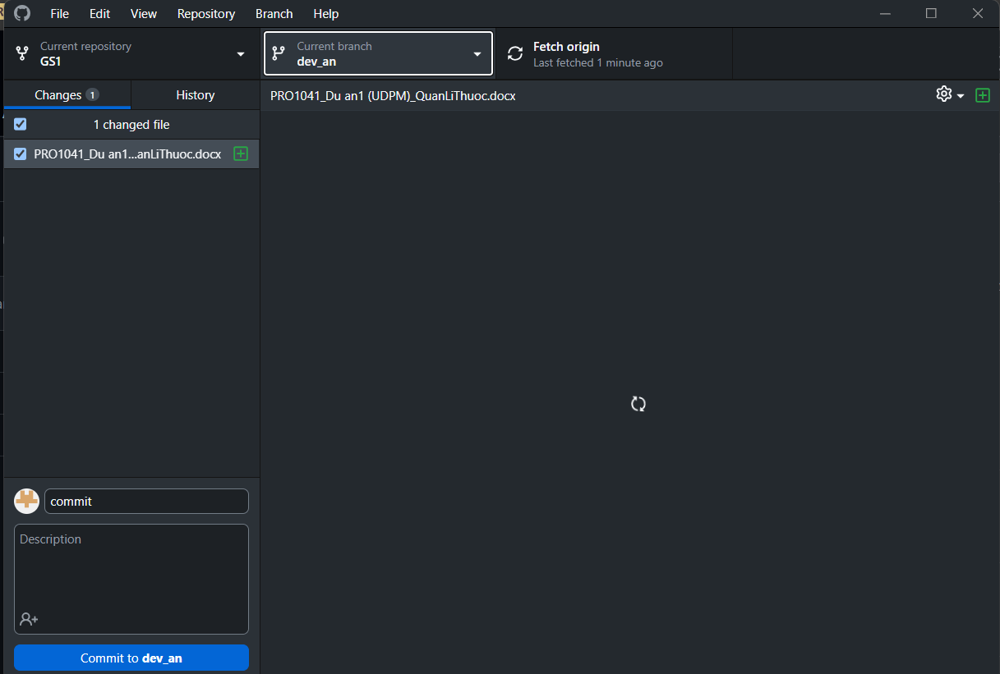 File Edit View Repository Branch Help
Current repository
GS1
Current branch
dev_an
Fetch origin
Last fetched 1 minute ago
Changes 1
History
PRO1041_Du an1 (UDPM)_QuanLiThuoc.docx
1 changed file
PRO1041_Du an1...anLiThuoc.docx
commit
Description
Commit to dev_an